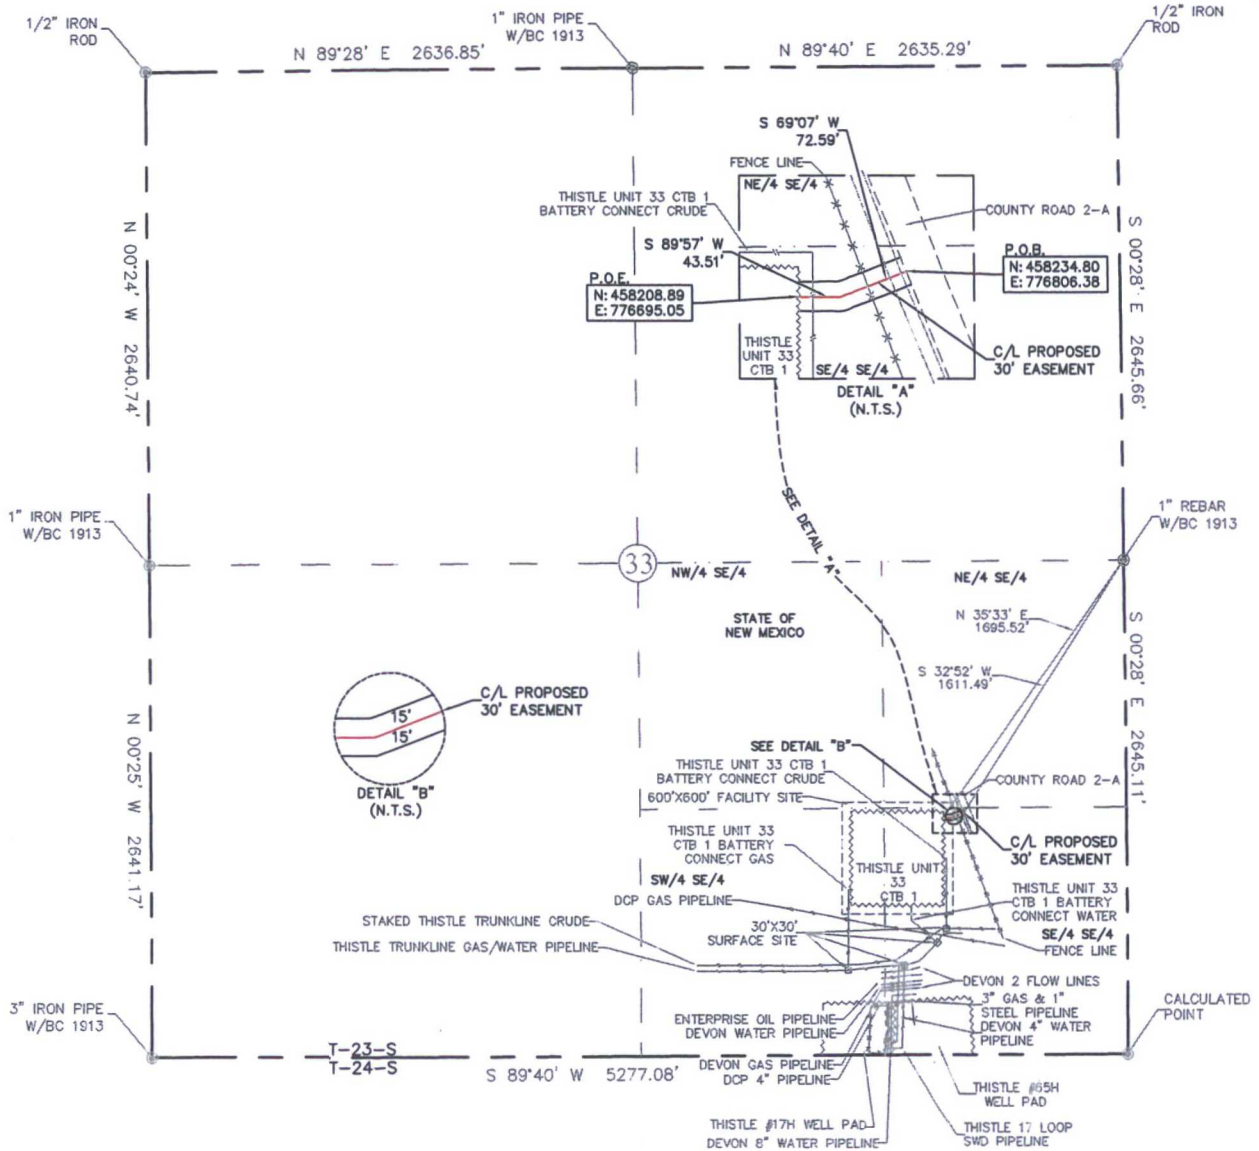 1/2" IRON
ROD
1" IRON PIPE
W/BC 1913
1/2" IRON
ROD
N 89°28' E 2636.85'
N 89°40' E 2635.29'
S 69°07' W
72.59'
FENCE LINE
NE/4 SE/4
THISTLE UNIT 33 CTB 1
BATTERY CONNECT CRUDE
COUNTY ROAD 2-A
S 89°57' W
43.51'
P.O.B.
N: 458234.80
E: 776806.38
P.O.E.
N: 458208.89
E: 776695.05
THISTLE
UNIT 33
CTB 1
SE/4 SE/4
C/L PROPOSED
30' EASEMENT
DETAIL "A"
(N.T.S.)
N 00°24' W 2640.74'
S 00°28' E 2645.66'
SEE DETAIL "A"
1" IRON PIPE
W/BC 1913
1" REBAR
W/BC 1913
33
NW/4 SE/4
NE/4 SE/4
STATE OF
NEW MEXICO
N 35°33' E
1695.52'
S 32°52' W
1611.49'
N 00°25' W 2641.17'
S 00°28' E 2645.11'
15'
15'
C/L PROPOSED
30' EASEMENT
DETAIL "B"
(N.T.S.)
SEE DETAIL "B"
THISTLE UNIT 33 CTB 1
BATTERY CONNECT CRUDE
600'X600' FACILITY SITE
COUNTY ROAD 2-A
THISTLE UNIT 33
CTB 1 BATTERY
CONNECT GAS
C/L PROPOSED
30' EASEMENT
THISTLE UNIT
33
CTB 1
SW/4 SE/4
DCP GAS PIPELINE
THISTLE UNIT 33
CTB 1 BATTERY
CONNECT WATER
STAKED THISTLE TRUNKLINE CRUDE
30'X30'
SURFACE SITE
SE/4 SE/4
FENCE LINE
THISTLE TRUNKLINE GAS/WATER PIPELINE
DEVON 2 FLOW LINES
3" IRON PIPE
W/BC 1913
CALCULATED
POINT
3" GAS & 1"
STEEL PIPELINE
DEVON 4" WATER
PIPELINE
ENTERPRISE OIL PIPELINE
DEVON WATER PIPELINE
T-23-S
T-24-S
S 89°40' W 5277.08'
DEVON GAS PIPELINE
DCP 4" PIPELINE
THISTLE #65H
WELL PAD
THISTLE #17H WELL PAD
DEVON 8" WATER PIPELINE
THISTLE 17 LOOP
SWD PIPELINE